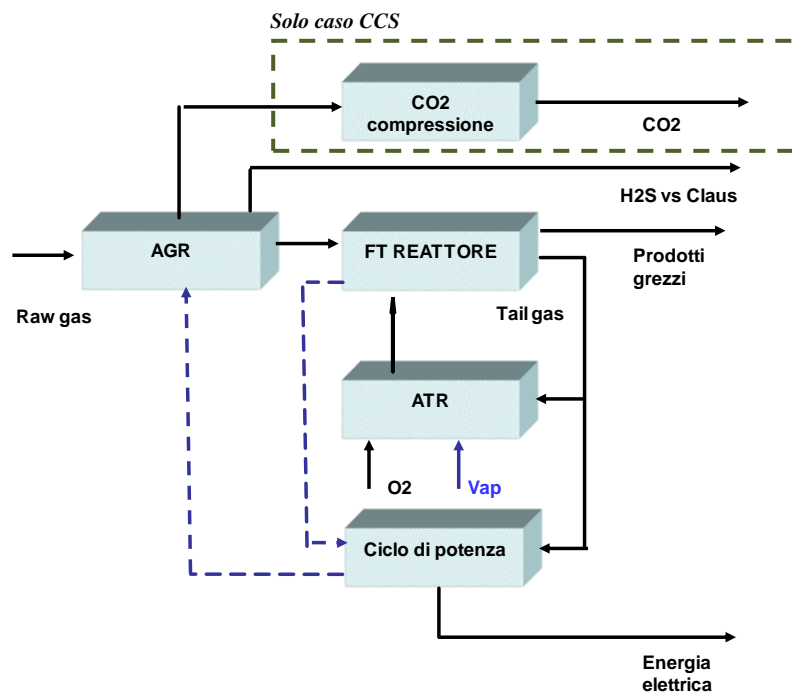 Solo caso CCS
CO2
compressione
CO2
H2S vs Claus
AGR
FT REATTORE
Prodotti
grezzi
Raw gas
Tail gas
ATR
O2
Vap
Ciclo di potenza
Energia
elettrica